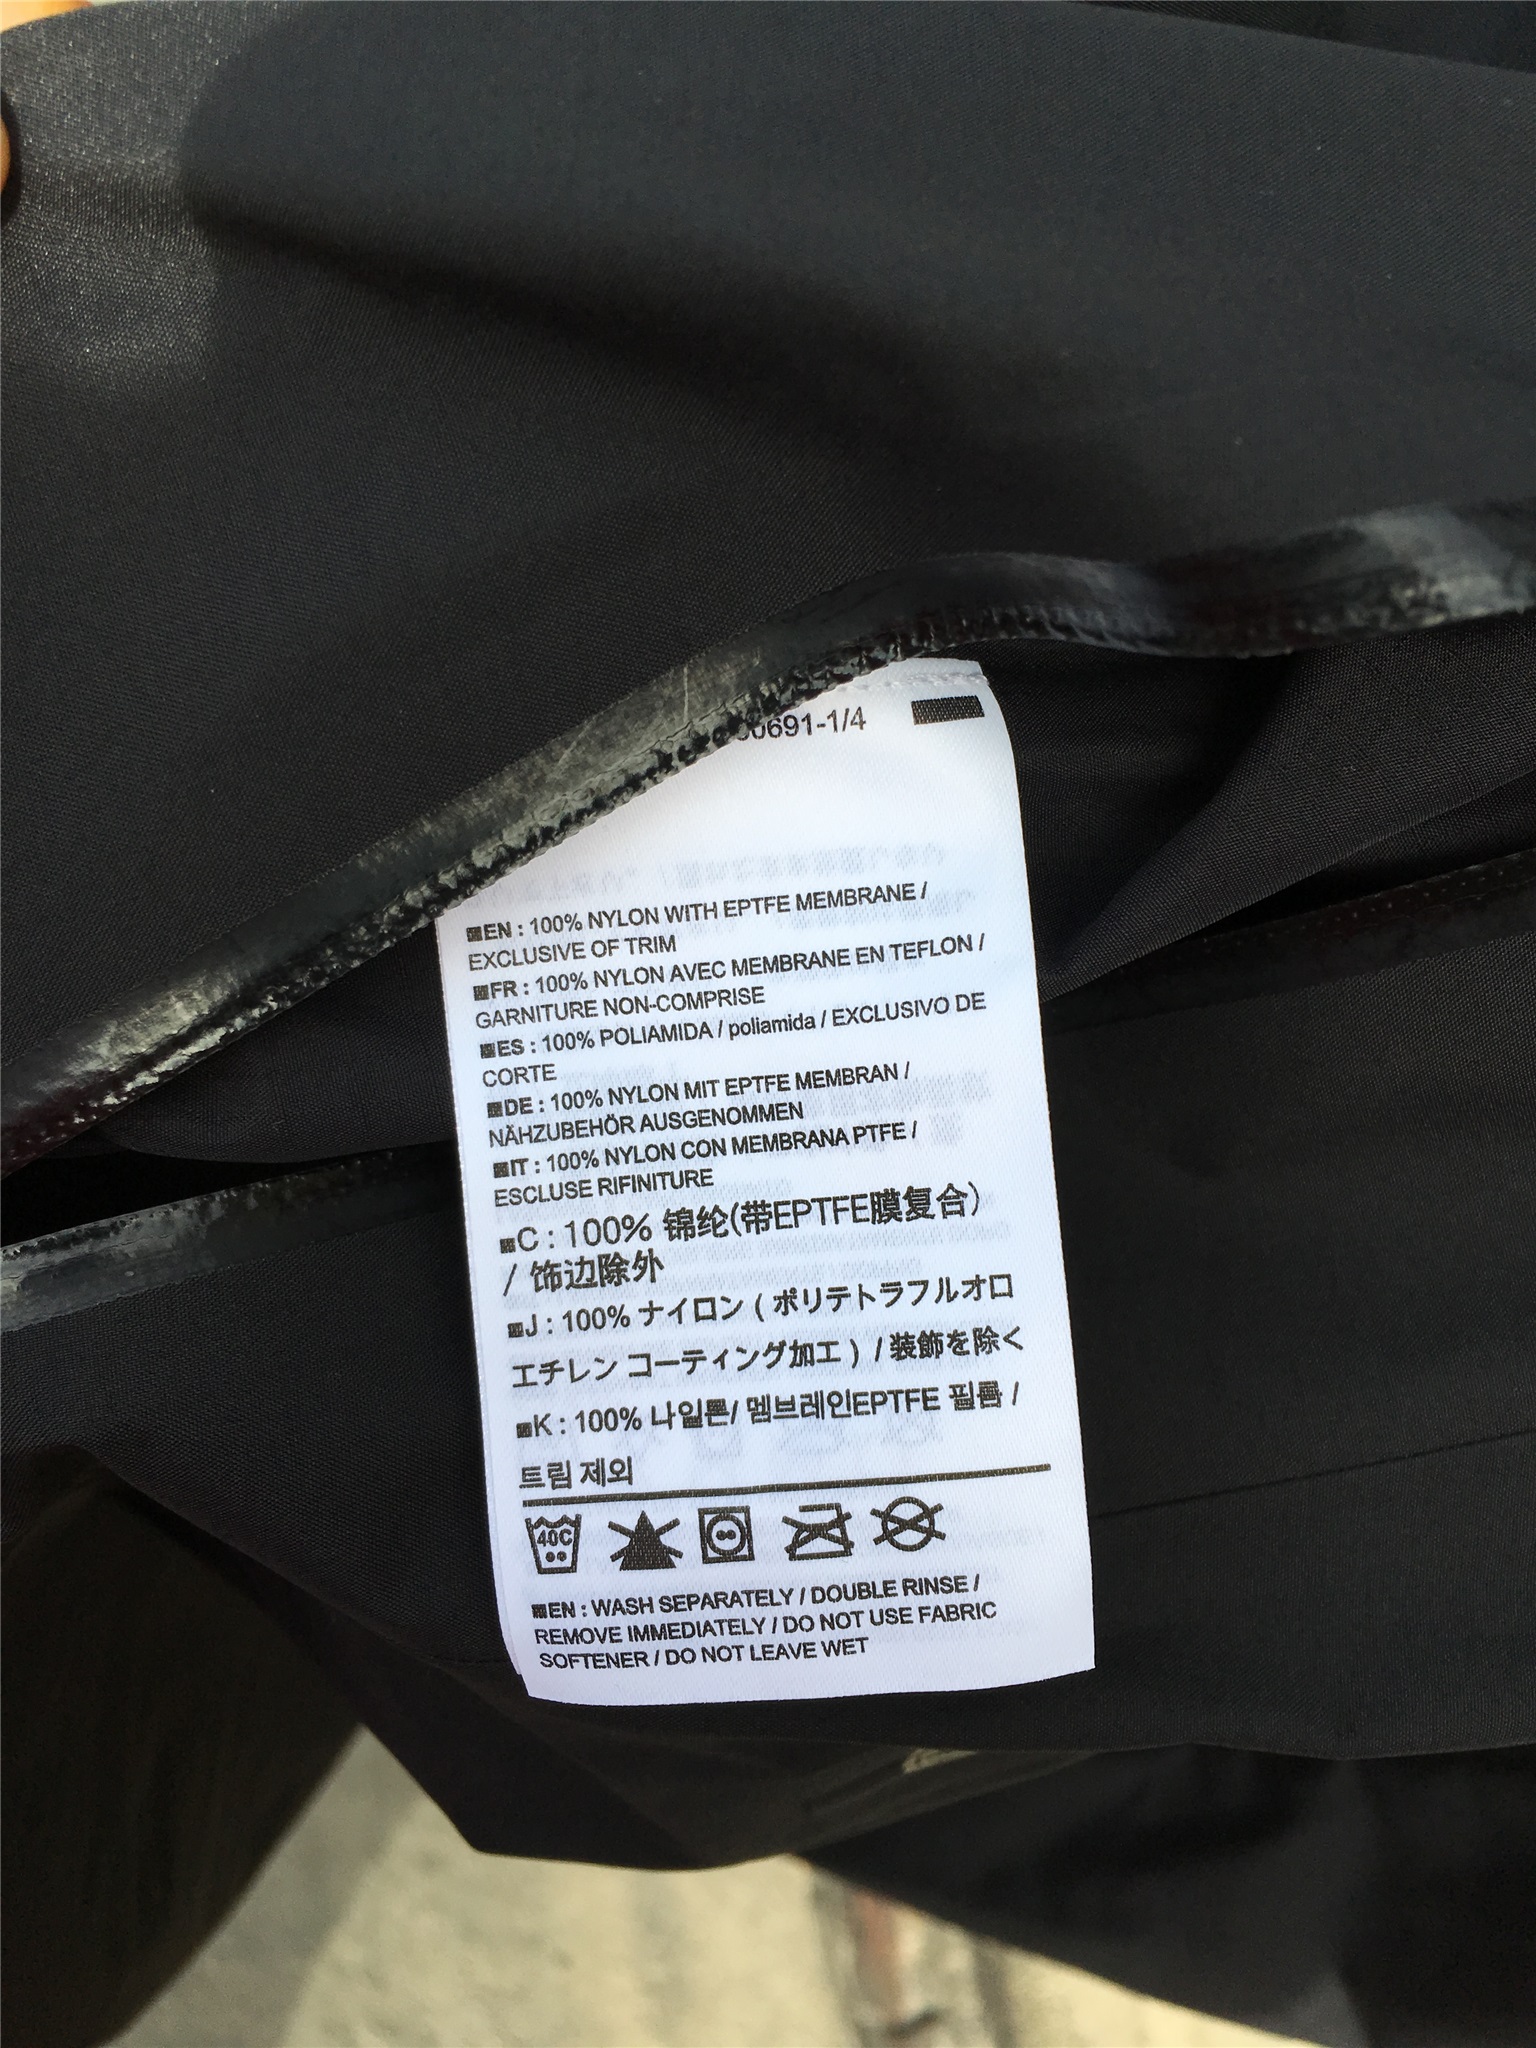 0691-1/4
EN : 100% NYLON WITH EPTFE MEMBRANE /
EXCLUSIVE OF TRIM
FR : 100% NYLON AVEC MEMBRANE EN TEFLON /
GARNITURE NON-COMPRISE
ES : 100% POLIAMIDA / poliamida / EXCLUSIVO DE
CORTE
DE : 100% NYLON MIT EPTFE MEMBRAN /
NÄHZUBEHÖR AUSGENOMMEN
IT : 100% NYLON CON MEMBRANA PTFE /
ESCLUSE RIFINITURE
C : 100% 锦纶(带EPTFE膜复合)
/ 饰边除外
J : 100% ナイロン ( ポリテトラフルオロ
エチレン コーティング加工 ) / 装飾を除く
K : 100% 나일론/ 멤브레인EPTFE 필름 /
트림 제외
40C
EN : WASH SEPARATELY / DOUBLE RINSE /
REMOVE IMMEDIATELY / DO NOT USE FABRIC
SOFTENER / DO NOT LEAVE WET